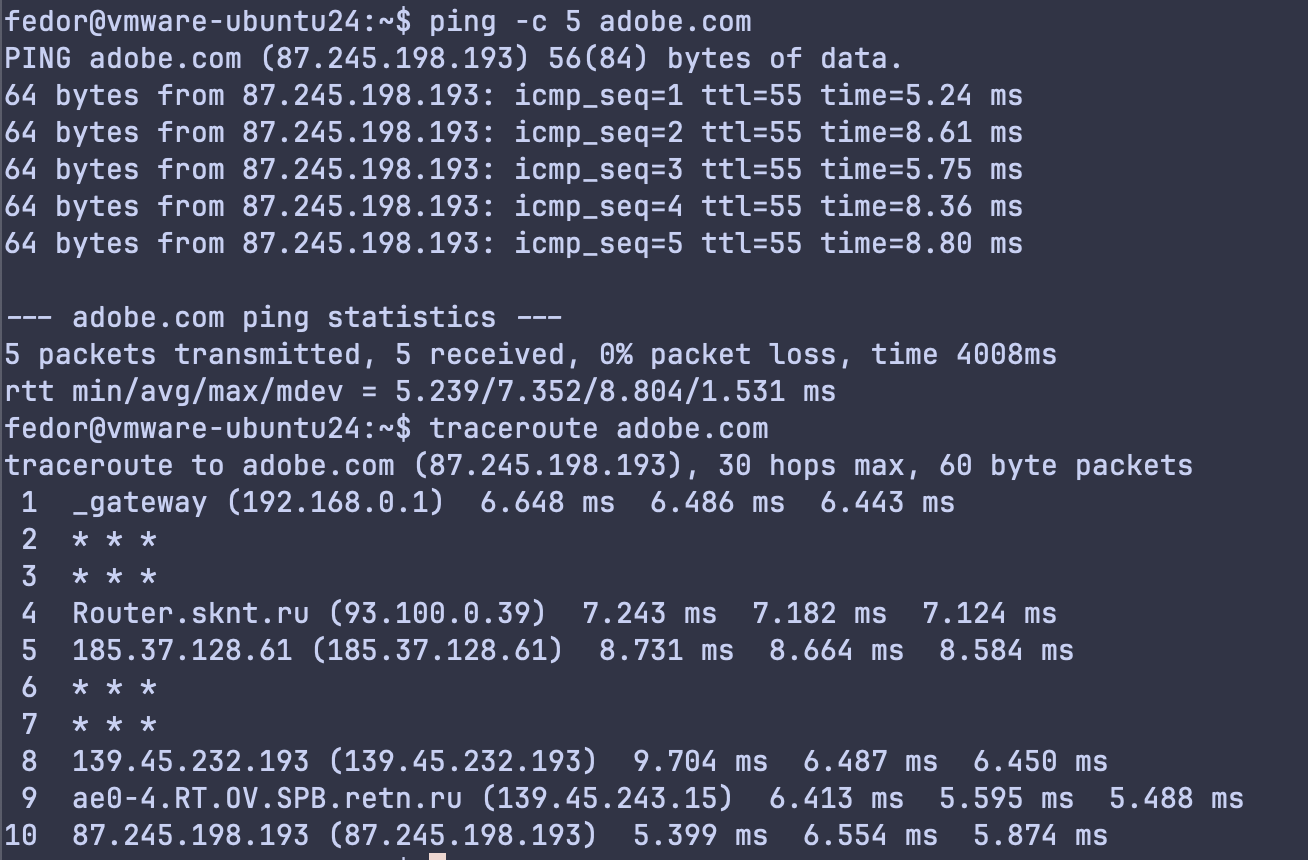 fedor@vmware-ubuntu24:~$ ping -c 5 adobe.com
PING adobe.com (87.245.198.193) 56(84) bytes of data.
64 bytes from 87.245.198.193: icmp_seq=1 ttl=55 time=5.24 ms
64 bytes from 87.245.198.193: icmp_seq=2 ttl=55 time=8.61 ms
64 bytes from 87.245.198.193: icmp_seq=3 ttl=55 time=5.75 ms
64 bytes from 87.245.198.193: icmp_seq=4 ttl=55 time=8.36 ms
64 bytes from 87.245.198.193: icmp_seq=5 ttl=55 time=8.80 ms

--- adobe.com ping statistics ---
5 packets transmitted, 5 received, 0% packet loss, time 4008ms
rtt min/avg/max/mdev = 5.239/7.352/8.804/1.531 ms
fedor@vmware-ubuntu24:~$ traceroute adobe.com
traceroute to adobe.com (87.245.198.193), 30 hops max, 60 byte packets
 1  _gateway (192.168.0.1)  6.648 ms  6.486 ms  6.443 ms
 2  * * *
 3  * * *
 4  Router.sknt.ru (93.100.0.39)  7.243 ms  7.182 ms  7.124 ms
 5  185.37.128.61 (185.37.128.61)  8.731 ms  8.664 ms  8.584 ms
 6  * * *
 7  * * *
 8  139.45.232.193 (139.45.232.193)  9.704 ms  6.487 ms  6.450 ms
 9  ae0-4.RT.OV.SPB.retn.ru (139.45.243.15)  6.413 ms  5.595 ms  5.488 ms
10  87.245.198.193 (87.245.198.193)  5.399 ms  6.554 ms  5.874 ms